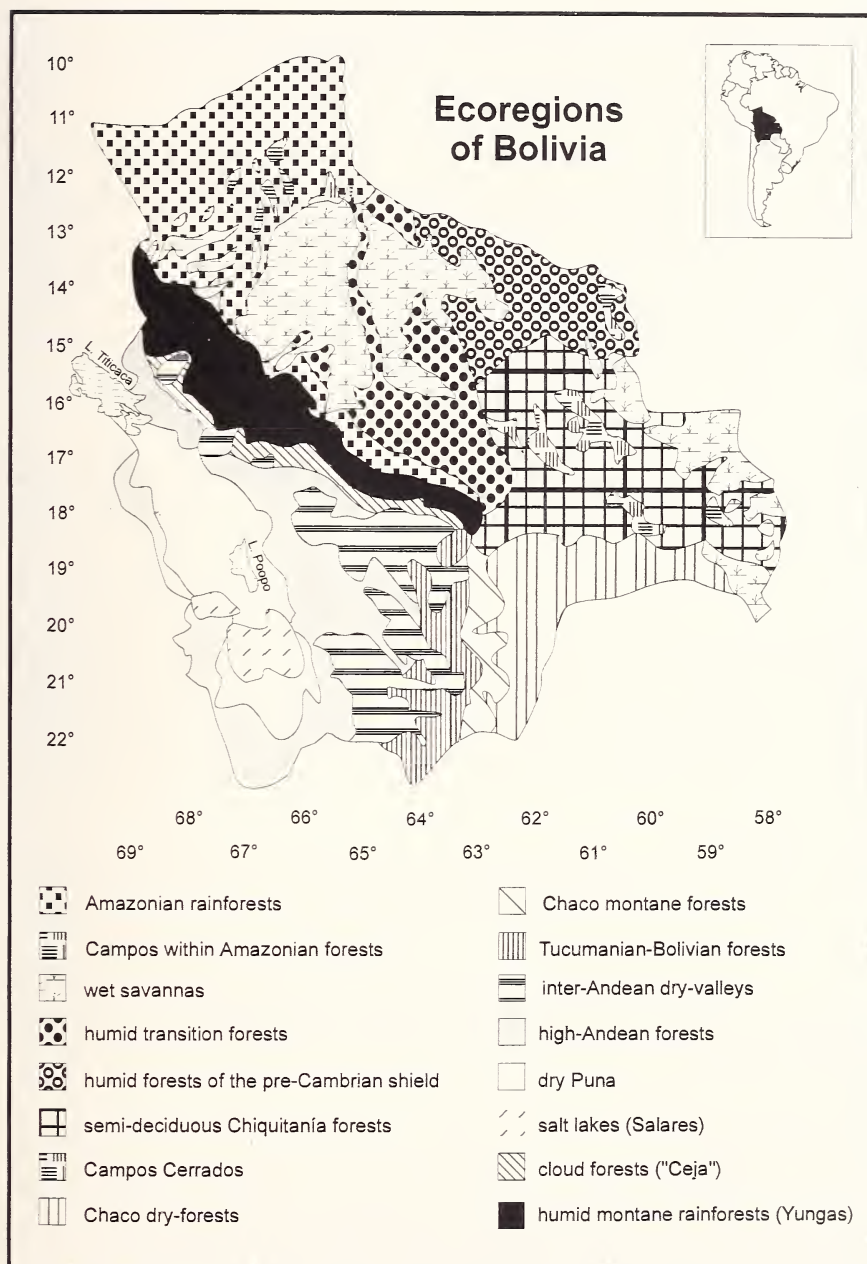 Ecoregions
of Bolivia
10°
11°
12°
13°
14°
15°
16°
17°
18°
19°
20°
21°
22°
L. Titicaca
L. Poopo
68° 66° 64° 62° 60° 58°
69° 67° 65° 63° 61° 59°
Amazonian rainforests
Campos within Amazonian forests
wet savannas
humid transition forests
humid forests of the pre-Cambrian shield
semi-deciduous Chiquitanía forests
Campos Cerrados
Chaco dry-forests
Chaco montane forests
Tucumanian-Bolivian forests
inter-Andean dry-valleys
high-Andean forests
dry Puna
salt lakes (Salares)
cloud forests ("Ceja")
humid montane rainforests (Yungas)